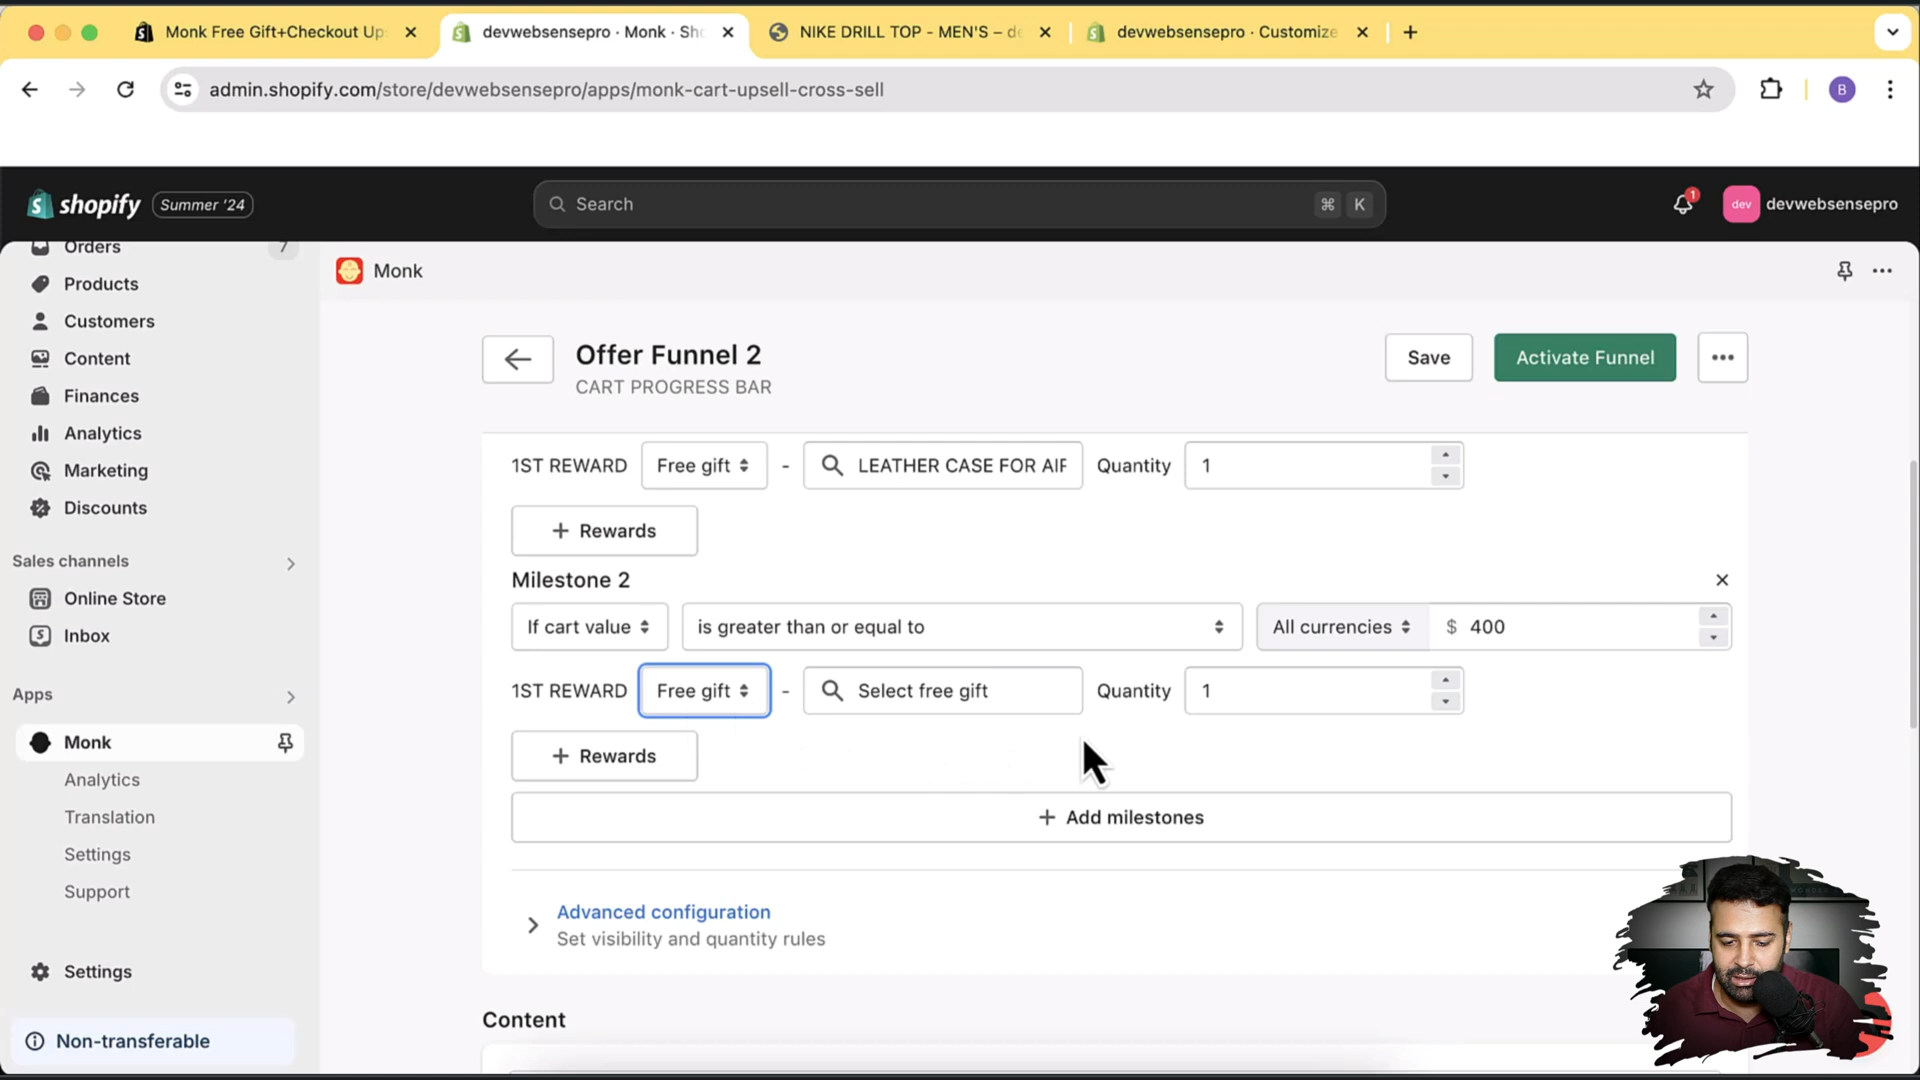 Monk Free Gift+Checkout Up
devwebsensepro · Monk · Sho
NIKE DRILL TOP - MEN'S – de
devwebsensepro · Customize
admin.shopify.com/store/devwebsensepro/apps/monk-cart-upsell-cross-sell
B
shopify
Summer '24
Search
⌘ K
1
dev
devwebsensepro
Orders
7
Products
Customers
Content
Finances
Analytics
Marketing
Discounts
Sales channels
Online Store
Inbox
Apps
Monk
Analytics
Translation
Settings
Support
Settings
Non-transferable
Monk
Offer Funnel 2
CART PROGRESS BAR
Save
Activate Funnel
1ST REWARD Free gift - LEATHER CASE FOR AIF Quantity 1
+ Rewards
Milestone 2
If cart value is greater than or equal to All currencies $ 400
1ST REWARD Free gift - Select free gift Quantity 1
+ Rewards
+ Add milestones
Advanced configuration
Set visibility and quantity rules
Content